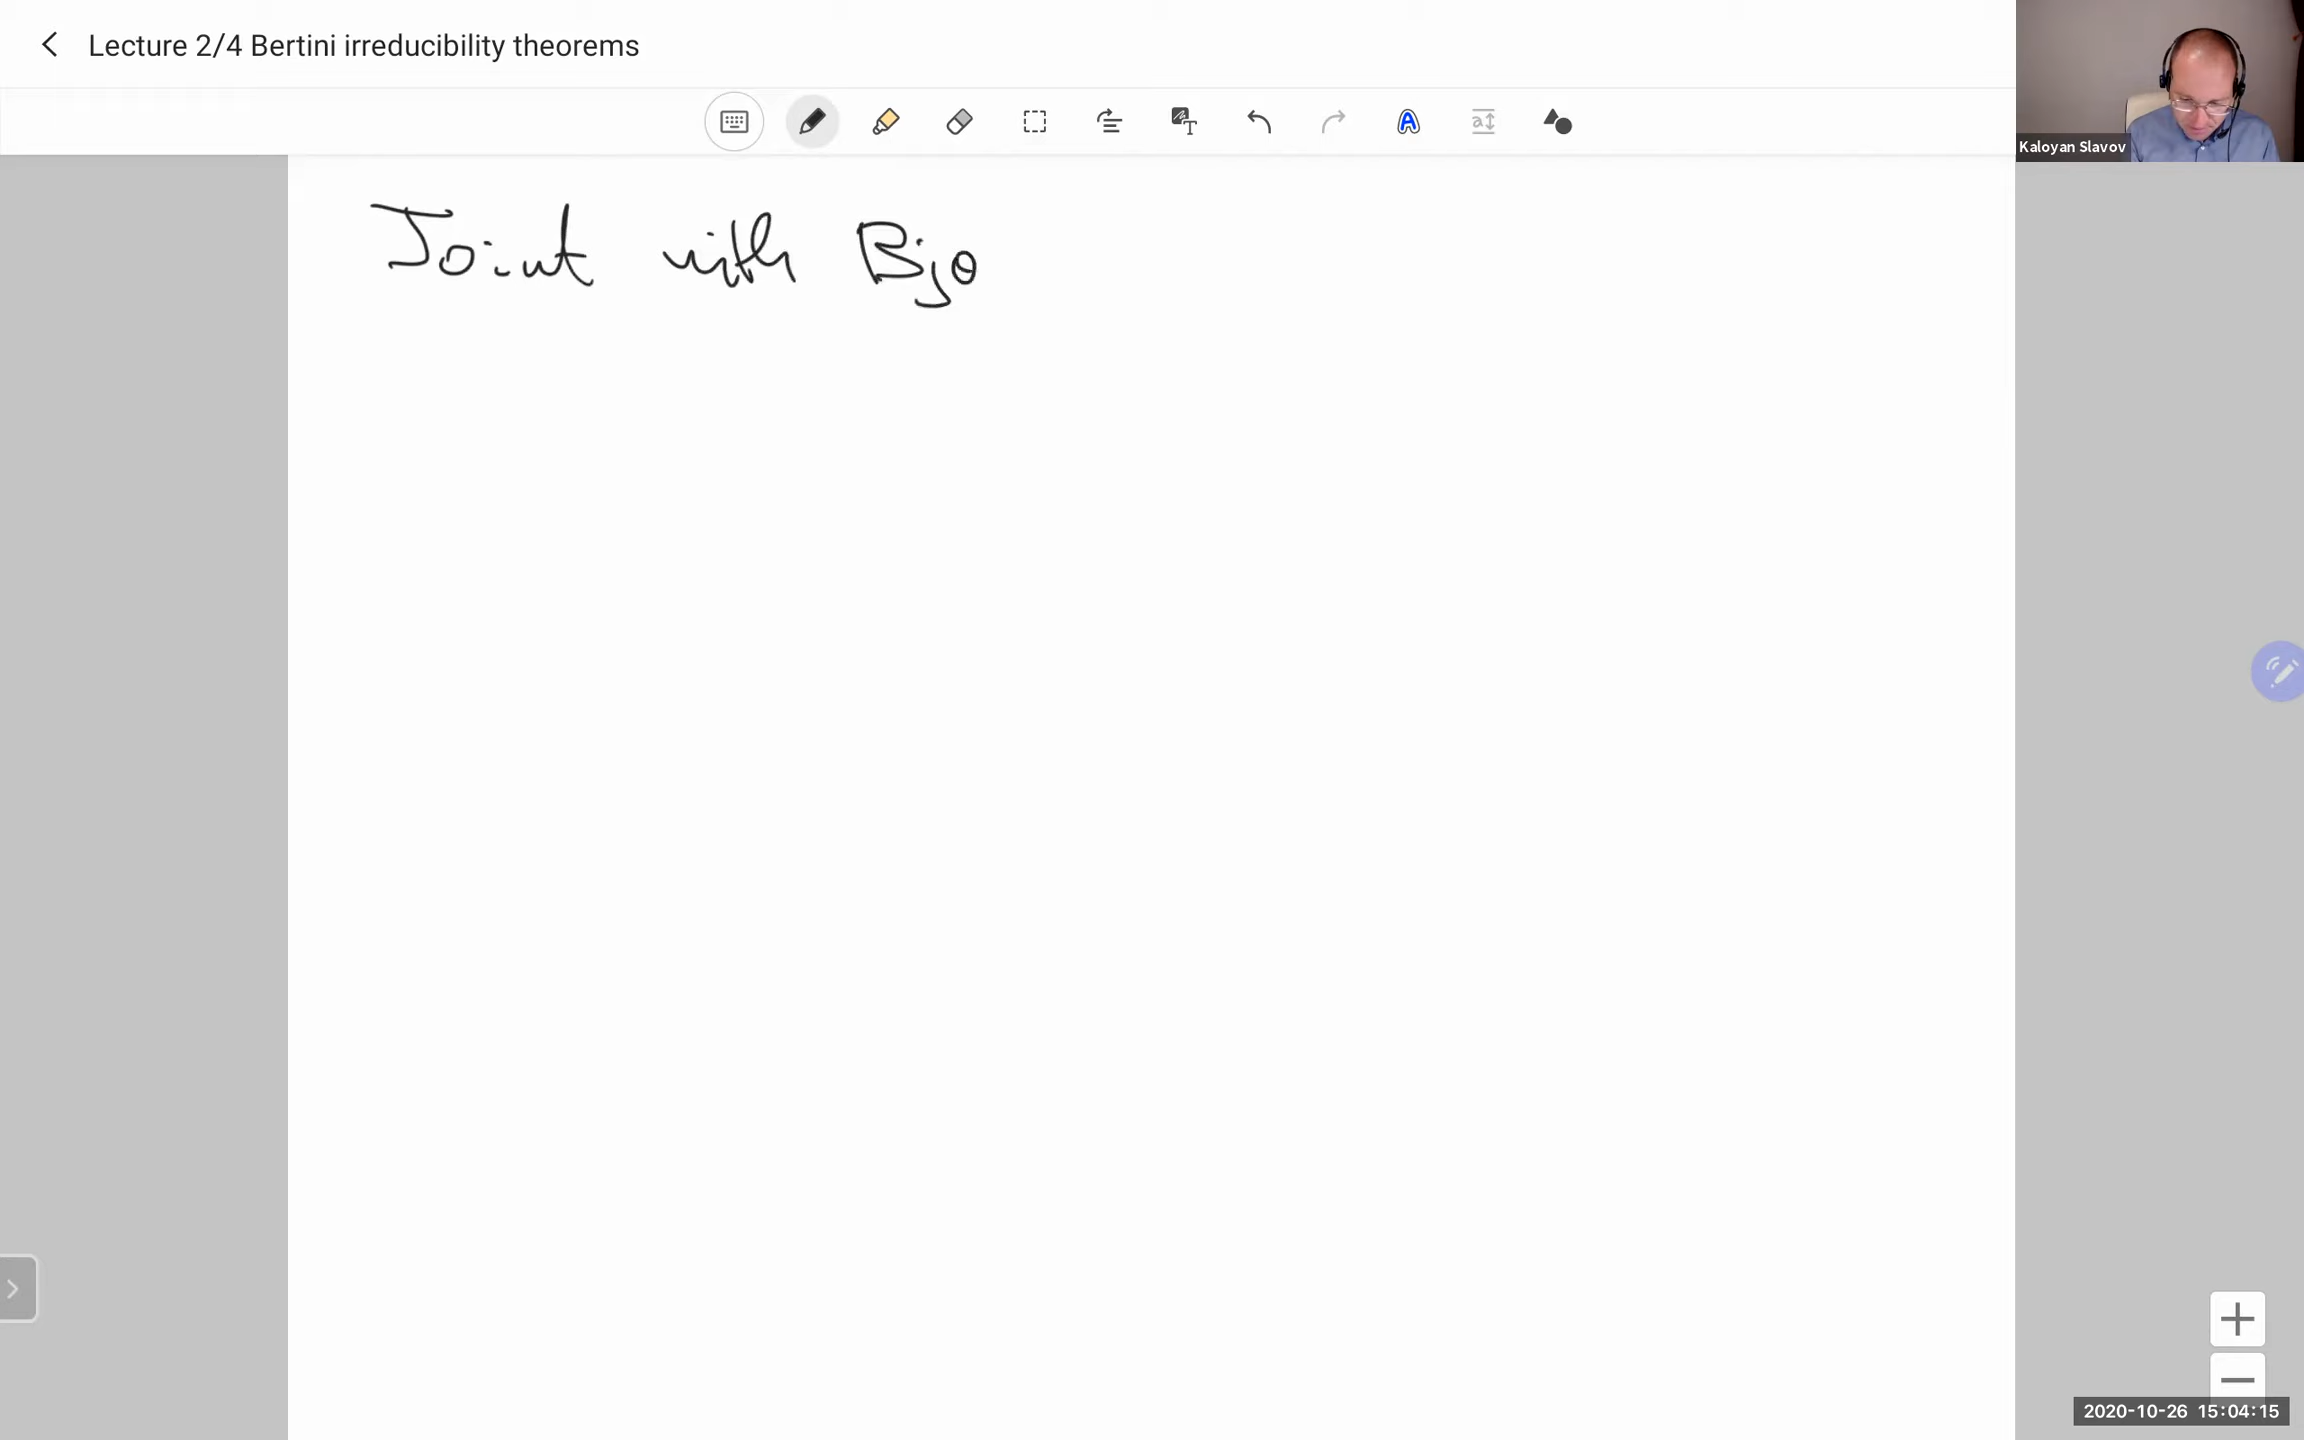 Lecture 2/4 Bertini irreducibility theorems
Kaloyan Slavov
Joint with Bjo
2020-10-26 15:04:15